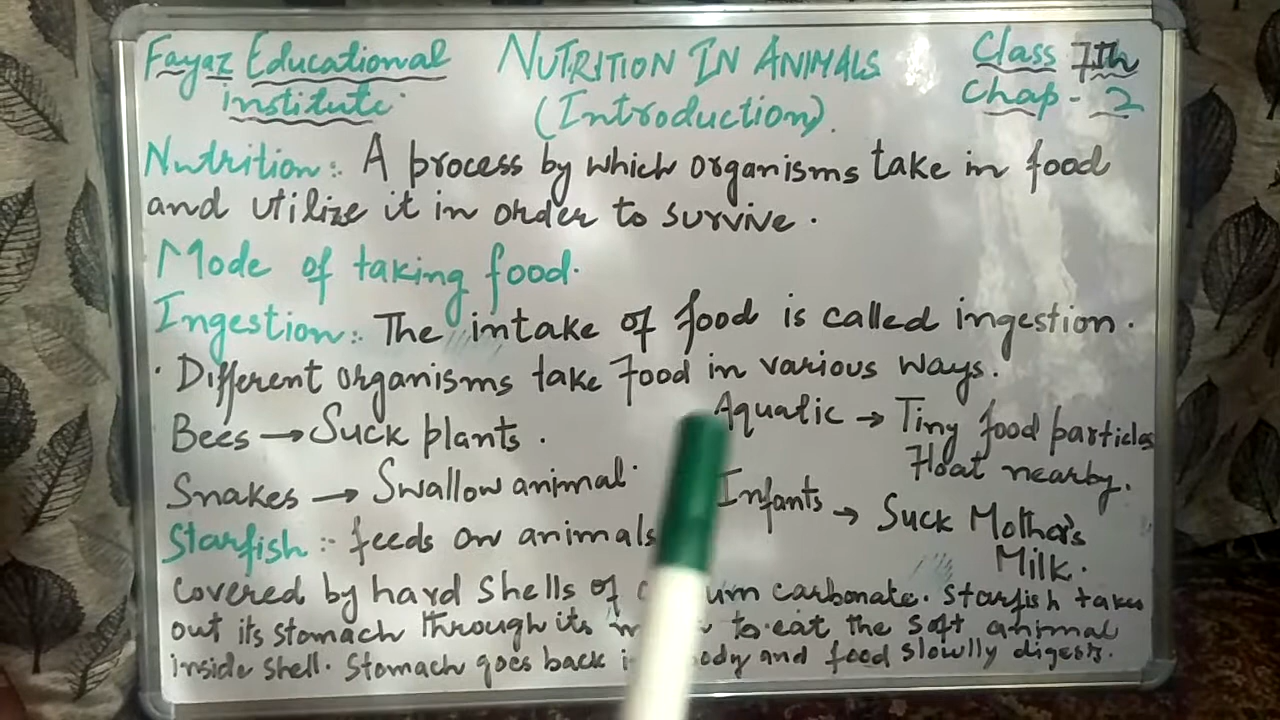 Fayaz Educational institute
NUTRITION IN ANIMALS
(Introduction).
Class 7th
Chap - 2
Nutrition:. A process by which organisms take in food
and utilize it in order to survive .
Mode of taking food.
Ingestion:. The intake of food is called ingestion.
. Different organisms take Food in various ways.
Bees → Suck plants .
Aquatic → Tiny food particles
Float nearby.
Snakes → Swallow animal.
Infants → Suck Mother's
Milk.
Starfish :- feeds on animals
Covered by hard shells of carbonate. Starfish takes
out its stomach through its to eat the soft animal
inside shell. Stomach goes back and food slowlly digests.